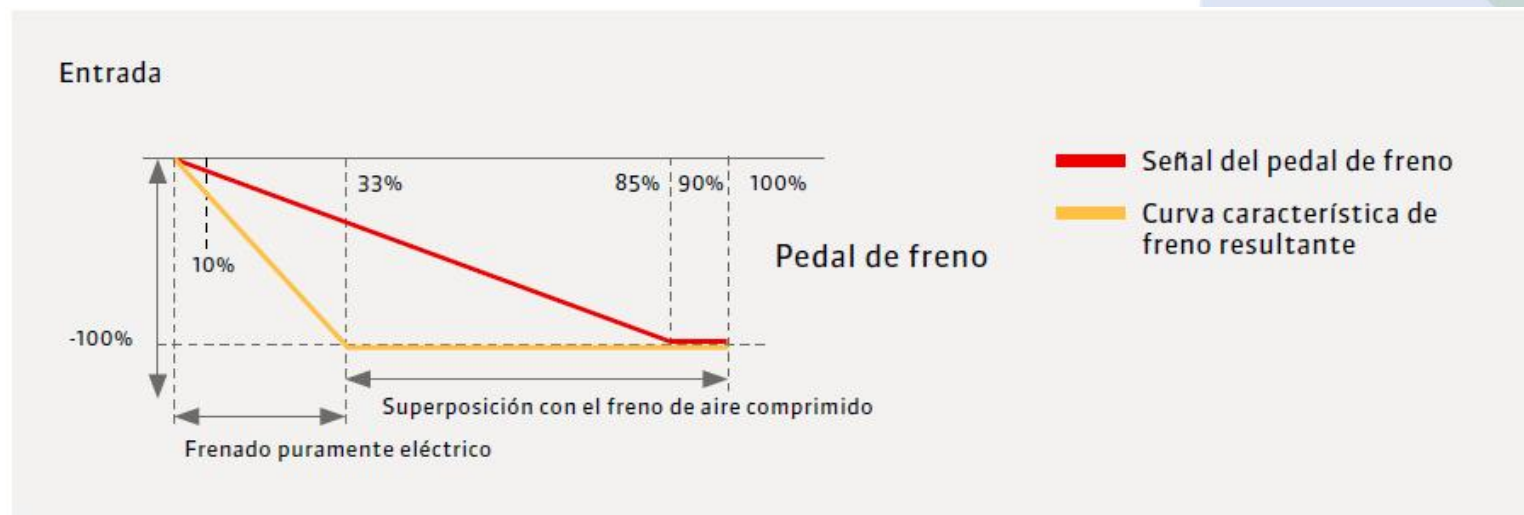 Entrada
33%
85%
90%
100%
10%
-100%
Pedal de freno
Superposición con el freno de aire comprimido
Frenado puramente eléctrico
Señal del pedal de freno
Curva característica de
freno resultante